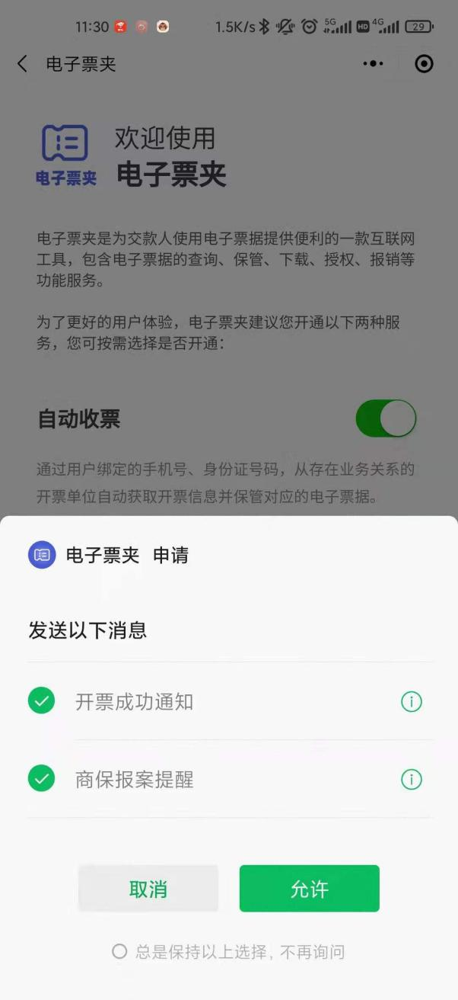 11:30 1.5K/s 5G HD 4G 29
电子票夹
欢迎使用
电子票夹
电子票夹
电子票夹是为交款人使用电子票据提供便利的一款互联网
工具，包含电子票据的查询、保管、下载、授权、报销等
功能服务。
为了更好的用户体验，电子票夹建议您开通以下两种服
务，您可按需选择是否开通：
自动收票
通过用户绑定的手机号、身份证号码，从存在业务关系的
开票单位自动获取开票信息并保管对应的电子票据。
电子票夹 申请
发送以下消息
开票成功通知
商保报案提醒
取消 允许
总是保持以上选择，不再询问